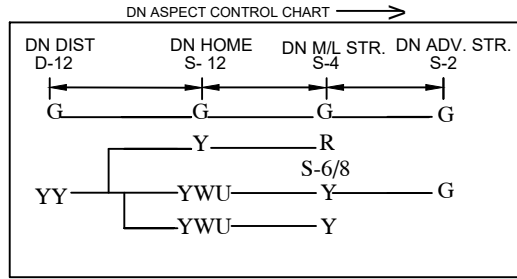 DN ASPECT CONTROL CHART
DN DIST DN HOME DN M/L STR. DN ADV. STR.
D-12 S- 12 S-4 S-2
G G G G
Y R
S-6/8
YY YWU Y G
YWU Y